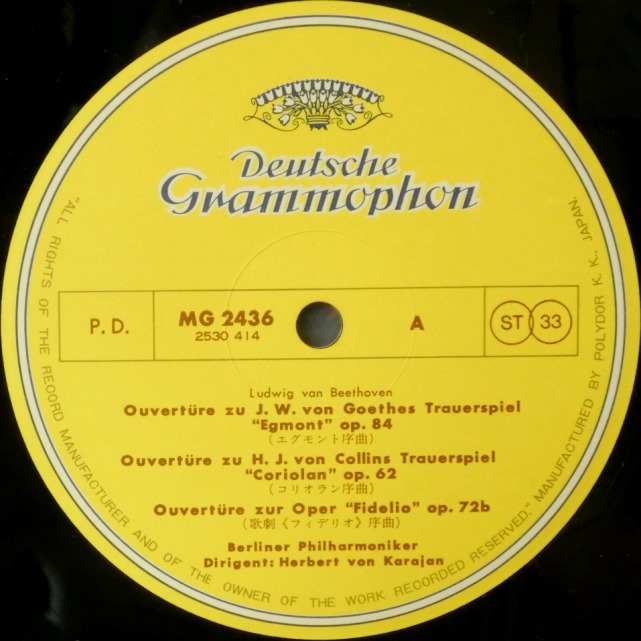 Deutsche
Grammophon
P. D.
MG 2436
2530 414
A
ST 33
Ludwig van Beethoven
Ouvertüre zu J. W. von Goethes Trauerspiel
“Egmont” op. 84
(エグモント序曲)
Ouvertüre zu H. J. von Collins Trauerspiel
“Coriolan” op. 62
(コリオラン序曲)
Ouvertüre zur Oper “Fidelio” op. 72b
(歌劇《フィデリオ》序曲)
Berliner Philharmoniker
Dirigent: Herbert von Karajan
“ALL RIGHTS OF THE RECORD MANUFACTURER AND OF THE OWNER OF THE WORK RECORDED RESERVED.” MANUFACTURED BY POLYDOR K. K., JAPAN